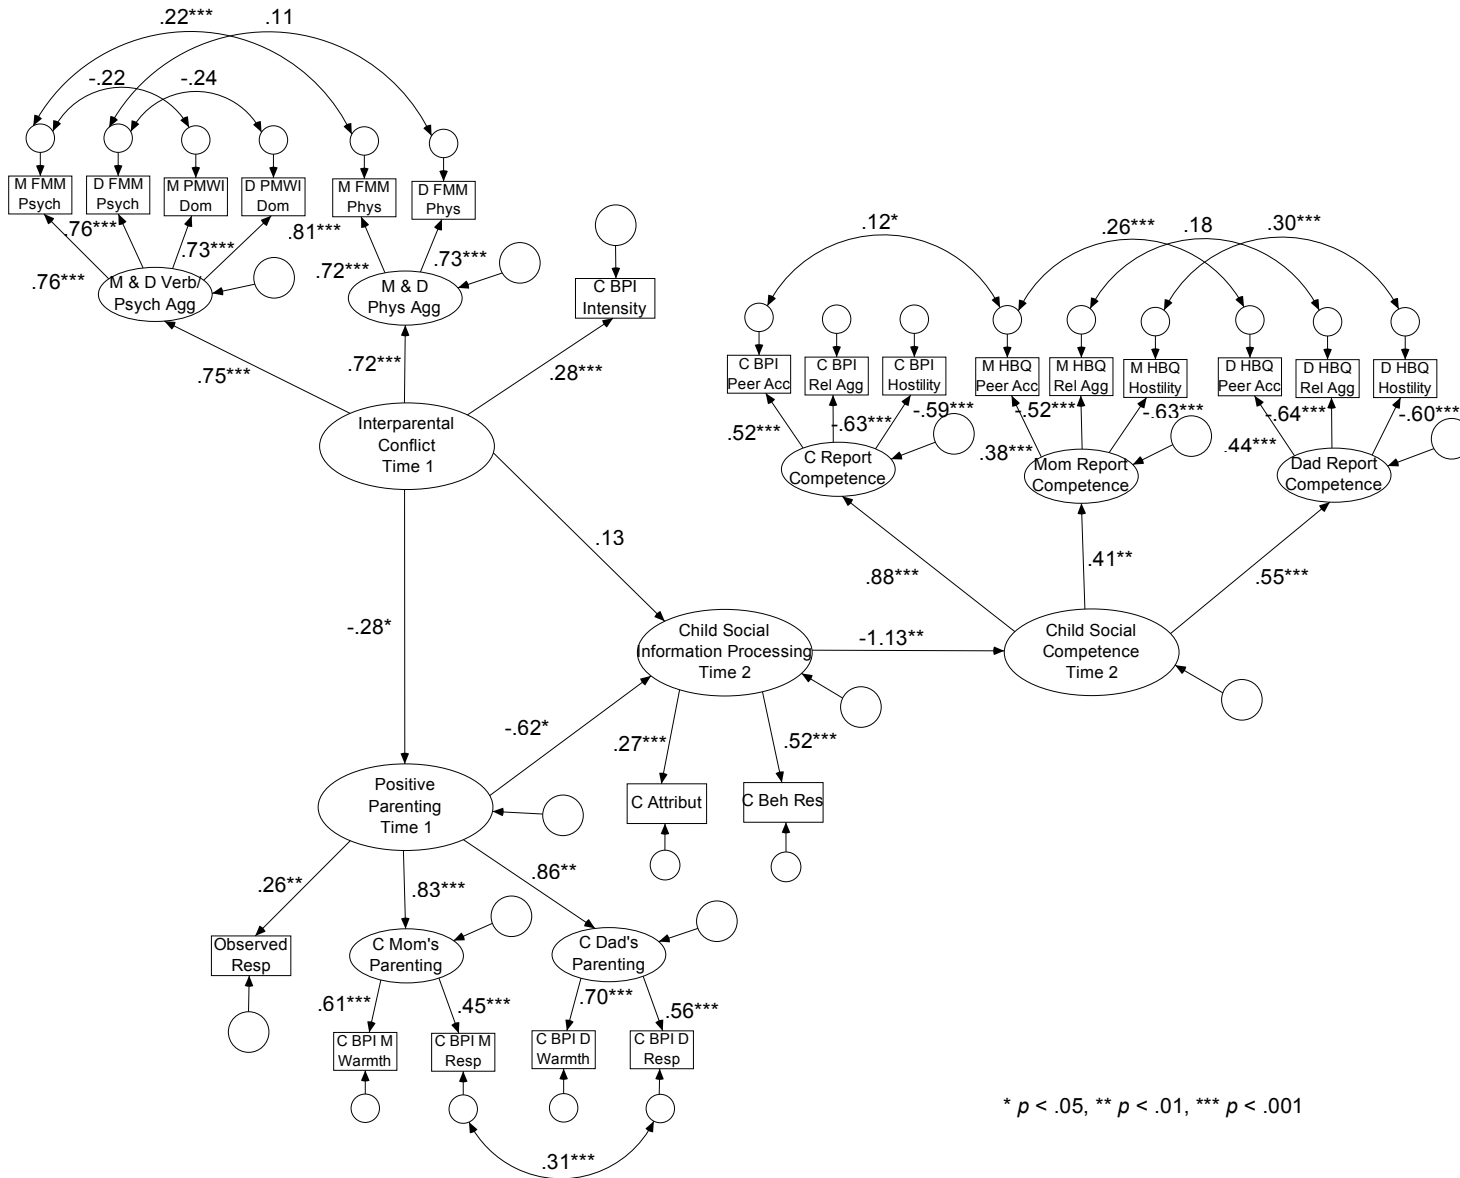 .22***
.11
-.22
-.24
M FMM
Psych
D FMM
Psych
M PMWI
Dom
D PMWI
Dom
M FMM
Phys
D FMM
Phys
.76***
.76***
.73***
.81***
.72***
.73***
M & D Verb/
Psych Agg
M & D
Phys Agg
C BPI
Intensity
.75***
.72***
.28***
Interparental
Conflict
Time 1
.12*
.26***
.18
.30***
C BPI
Peer Acc
C BPI
Rel Agg
C BPI
Hostility
M HBQ
Peer Acc
M HBQ
Rel Agg
M HBQ
Hostility
D HBQ
Peer Acc
D HBQ
Rel Agg
D HBQ
Hostility
.52***
-.63***
-.59***
.38***
-.52***
-.63***
.44***
-.64***
-.60***
C Report
Competence
Mom Report
Competence
Dad Report
Competence
.13
.88***
.41**
.55***
-.28*
Child Social
Information Processing
Time 2
-1.13**
Child Social
Competence
Time 2
-.62*
.27***
.52***
C Attribut
C Beh Res
Positive
Parenting
Time 1
.26**
.83***
.86**
Observed
Resp
C Mom's
Parenting
C Dad's
Parenting
.61***
.45***
.70***
.56***
C BPI M
Warmth
C BPI M
Resp
C BPI D
Warmth
C BPI D
Resp
.31***
* p < .05, ** p < .01, *** p < .001